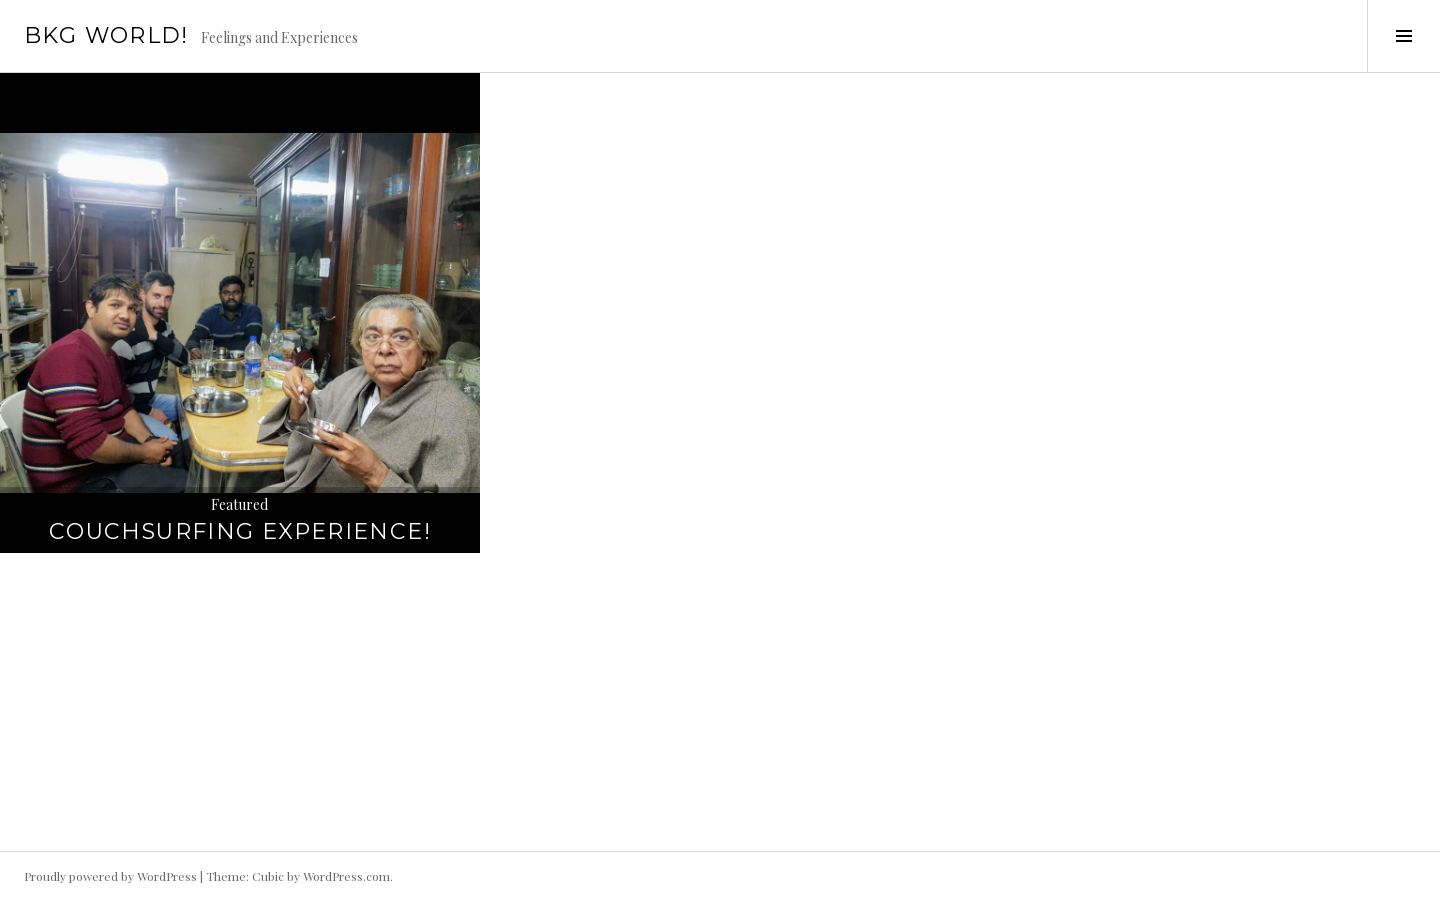 BKG WORLD!
Feelings and Experiences
Featured
COUCHSURFING EXPERIENCE!
Proudly powered by WordPress | Theme: Cubic by WordPress.com.